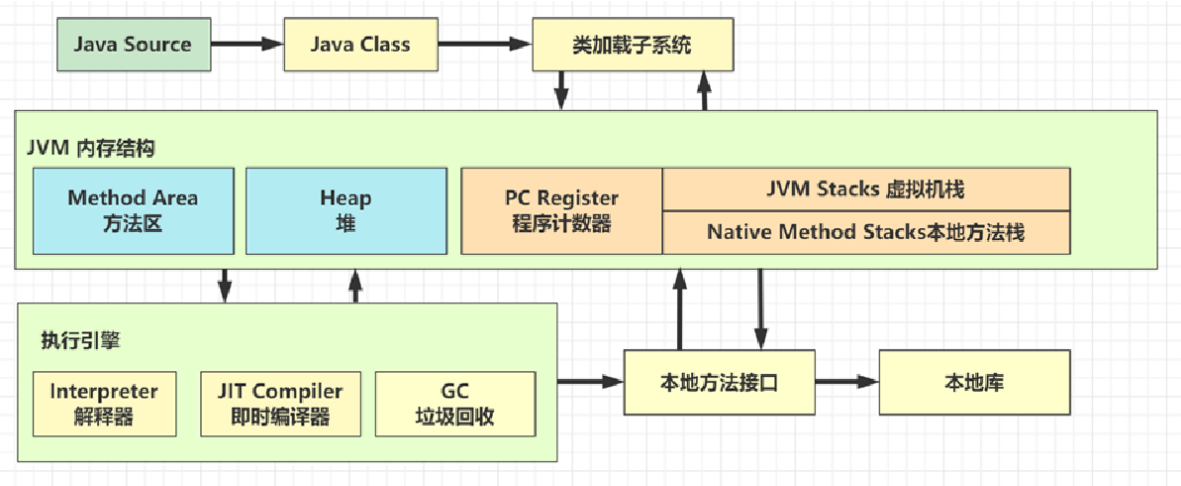 Java Source
Java Class
类加载子系统
JVM 内存结构
Method Area
方法区
Heap
堆
PC Register
程序计数器
JVM Stacks 虚拟机栈
Native Method Stacks本地方法栈
执行引擎
Interpreter
解释器
JIT Compiler
即时编译器
GC
垃圾回收
本地方法接口
本地库